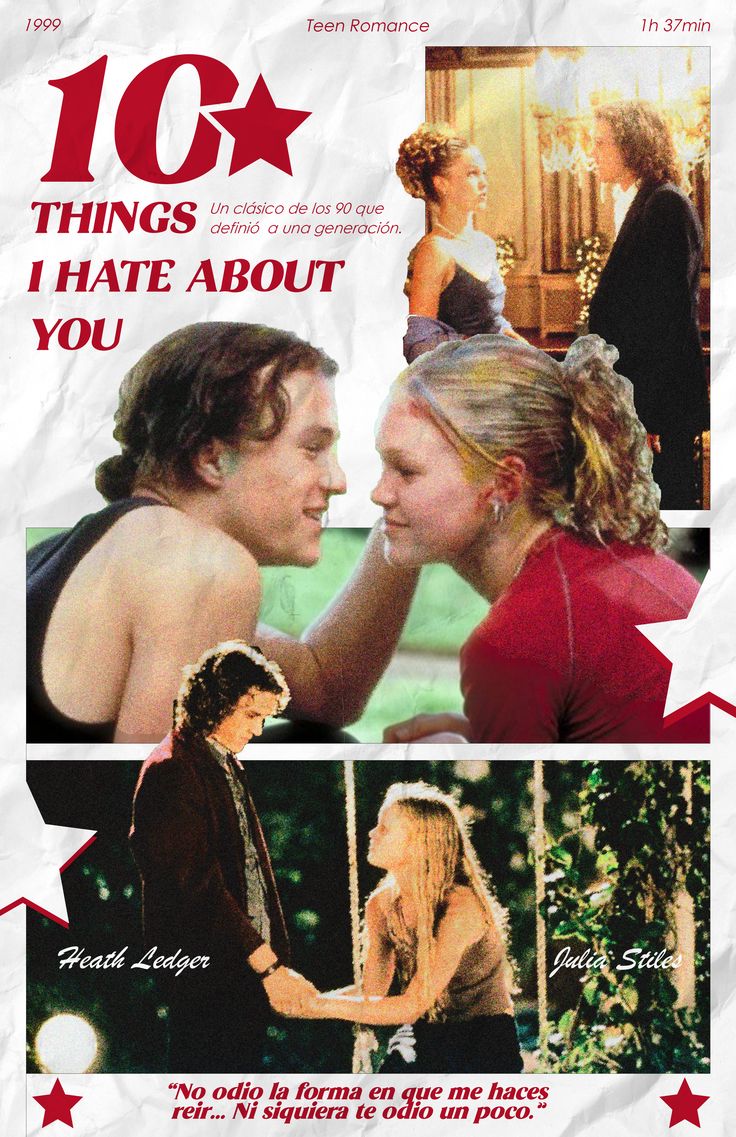 1999
Teen Romance
1h 37min
10
THINGS
Un clásico de los 90 que
definió a una generación.
I HATE ABOUT
YOU
Heath Ledger
Julia Stiles
“No odio la forma en que me haces
reir... Ni siquiera te odio un poco.”